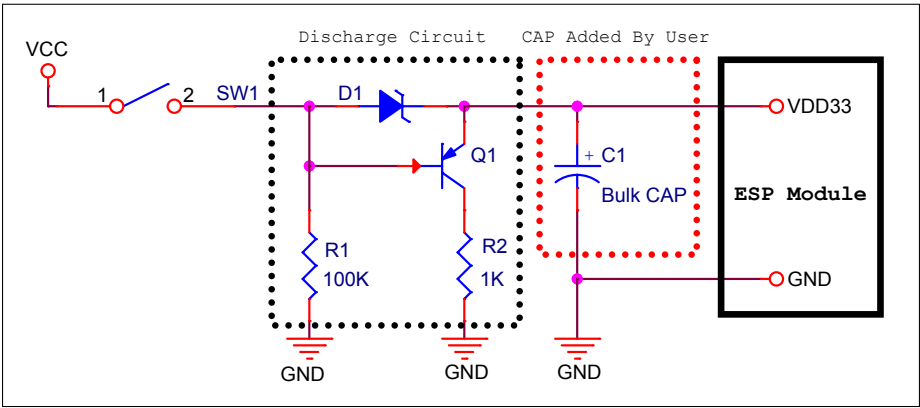 Discharge Circuit
CAP Added By User
VCC
1
2
SW1
D1
VDD33
Q1
+ C1
Bulk CAP
ESP Module
R1
100K
R2
1K
GND
GND
GND
GND